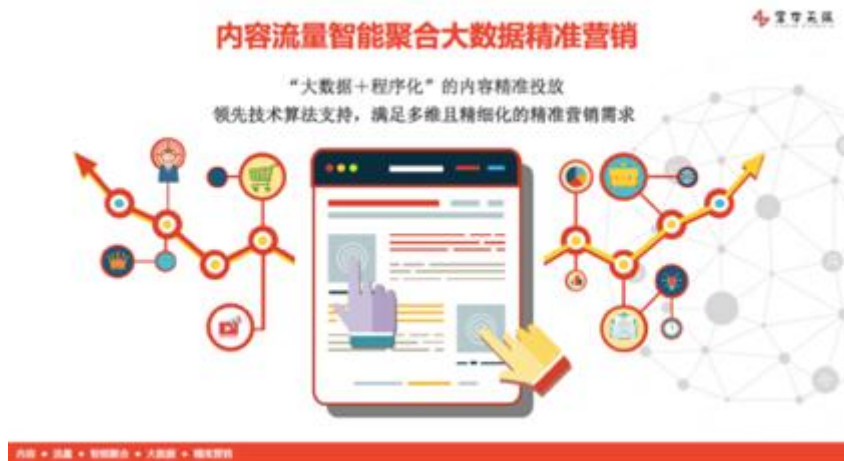 内容流量智能聚合大数据精准营销
“大数据+程序化”的内容精准投放
领先技术算法支持，满足多维且精细化的精准营销需求
内容 • 流量 • 智能聚合 • 大数据 • 精准营销